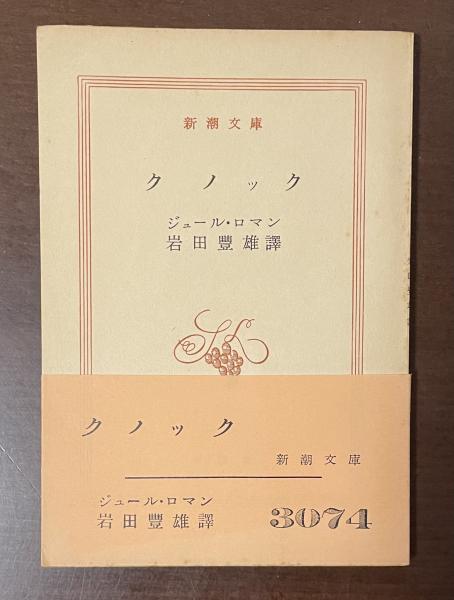 新潮文庫
クノック
ジュール・ロマン
岩田豐雄譯
クノック
新潮文庫
ジュール・ロマン
岩田豐雄譯
3074